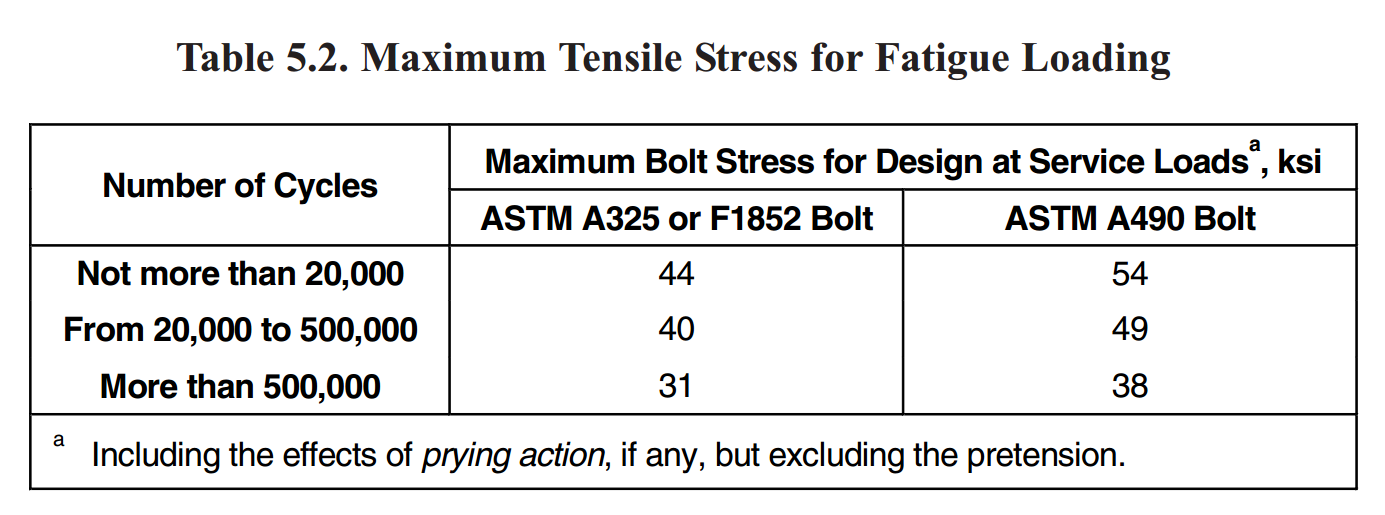 Table 5.2. Maximum Tensile Stress for Fatigue Loading
Number of Cycles
Maximum Bolt Stress for Design at Service Loadsa, ksi
ASTM A325 or F1852 Bolt
ASTM A490 Bolt
Not more than 20,000 44 54
From 20,000 to 500,000 40 49
More than 500,000 31 38
a Including the effects of prying action, if any, but excluding the pretension.